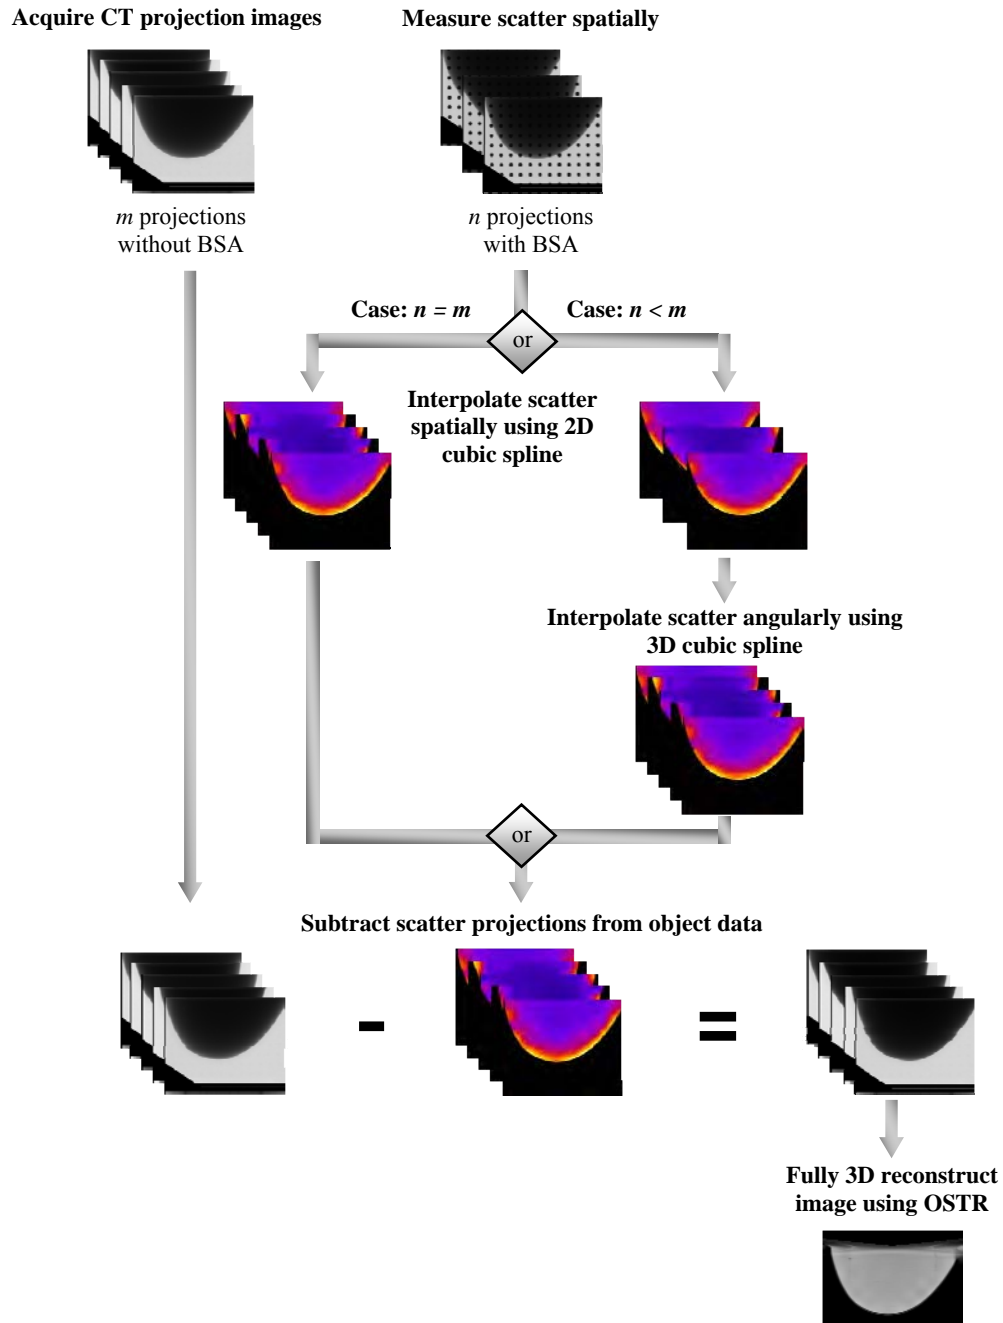 Acquire CT projection images
Measure scatter spatially
m projections
without BSA
n projections
with BSA
Case: n = m
Case: n < m
or
Interpolate scatter
spatially using 2D
cubic spline
Interpolate scatter angularly using
3D cubic spline
or
Subtract scatter projections from object data
-
=
Fully 3D reconstruct
image using OSTR